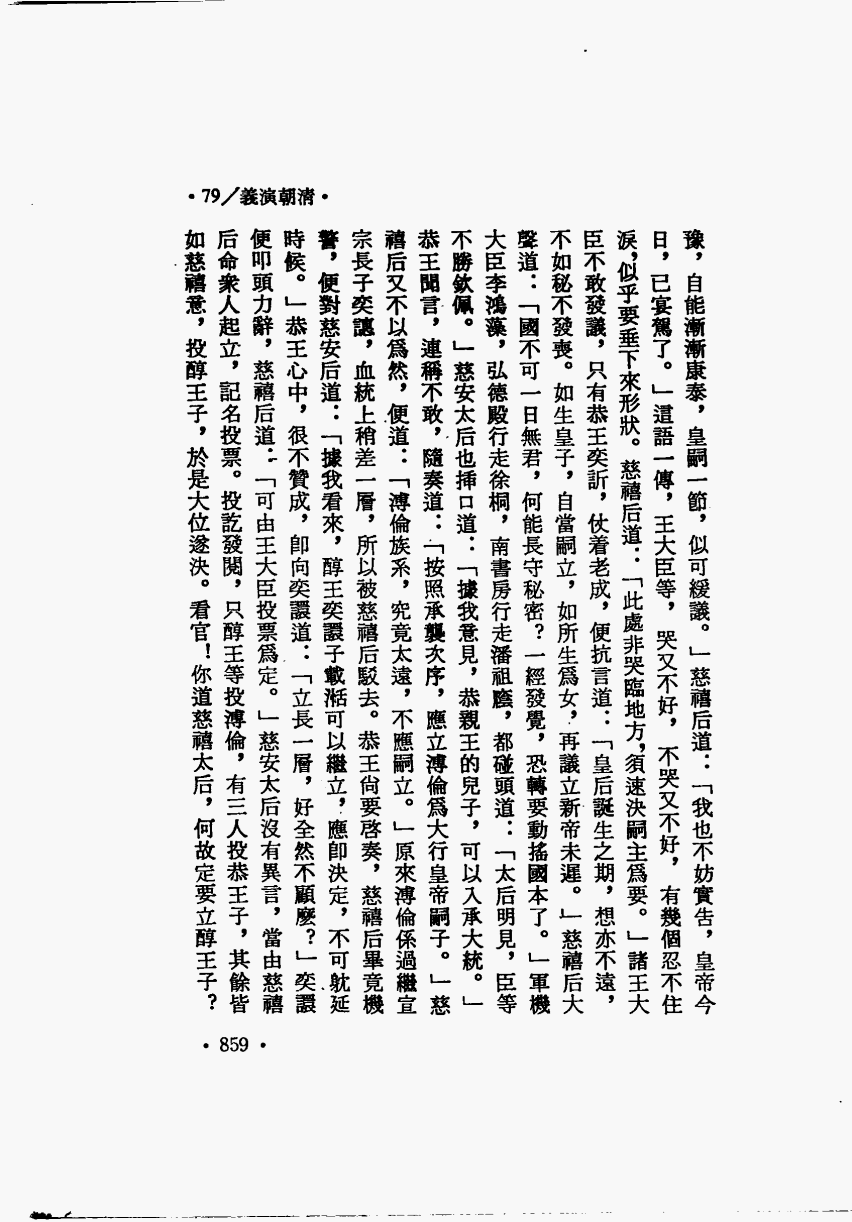 •79/義演朝清•
豫，自能漸漸康泰，皇嗣一節，似可緩議。」慈禧后道：「我也不妨實告，皇帝今
日，已宴駕了。」這語一傳，王大臣等，哭又不好，不哭又不好，有幾個忍不住
淚，似乎要垂下來形狀。慈禧后道：「此處非哭臨地方，須速決嗣主爲要。」諸王大
臣不敢發議，只有恭王奕訢，仗着老成，便抗言道：「皇后誕生之期，想亦不遠，
不如秘不發喪。如生皇子，自當嗣立，如所生爲女，再議立新帝未遲。」慈禧后大
聲道：「國不可一日無君，何能長守秘密？一經發覺，恐轉要動搖國本了。」軍機
大臣李鴻藻，弘德殿行走徐桐，南書房行走潘祖廕，都碰頭道：「太后明見，臣等
不勝欽佩。」慈安太后也揷口道：「據我意見，恭親王的兒子，可以入承大統。」
恭王聞言，連稱不敢，隨奏道：「按照承襲次序，應立溥倫爲大行皇帝嗣子。」慈
禧后又不以爲然，便道：「溥倫族系，究竟太遠，不應嗣立。」原來溥倫係過繼宣
宗長子奕譓，血統上稍差一層，所以被慈禧后駁去。恭王尙要啓奏，慈禧后畢竟機
警，便對慈安后道：「據我看來，醇王奕譞子載湉可以繼立，應卽決定，不可躭延
時候。」恭王心中，很不贊成，卽向奕譞道：「立長一層，好全然不顧麼？」奕譞
便叩頭力辭，慈禧后道：「可由王大臣投票爲定。」慈安太后沒有異言，當由慈禧
后命衆人起立，記名投票。投訖發閱，只醇王等投溥倫，有三人投恭王子，其餘皆
如慈禧意，投醇王子，於是大位遂決。看官！你道慈禧太后，何故定要立醇王子？
•859•